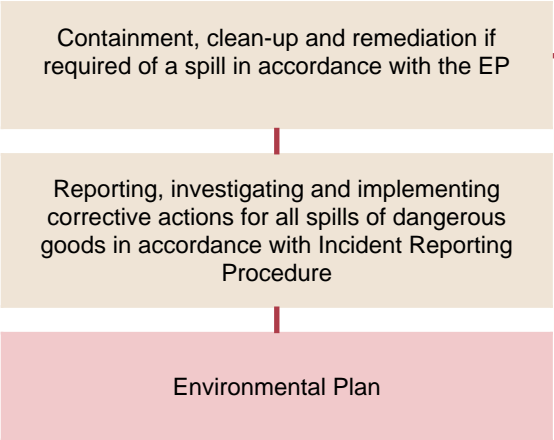 Containment, clean-up and remediation if
required of a spill in accordance with the EP
Reporting, investigating and implementing
corrective actions for all spills of dangerous
goods in accordance with Incident Reporting
Procedure
Environmental Plan